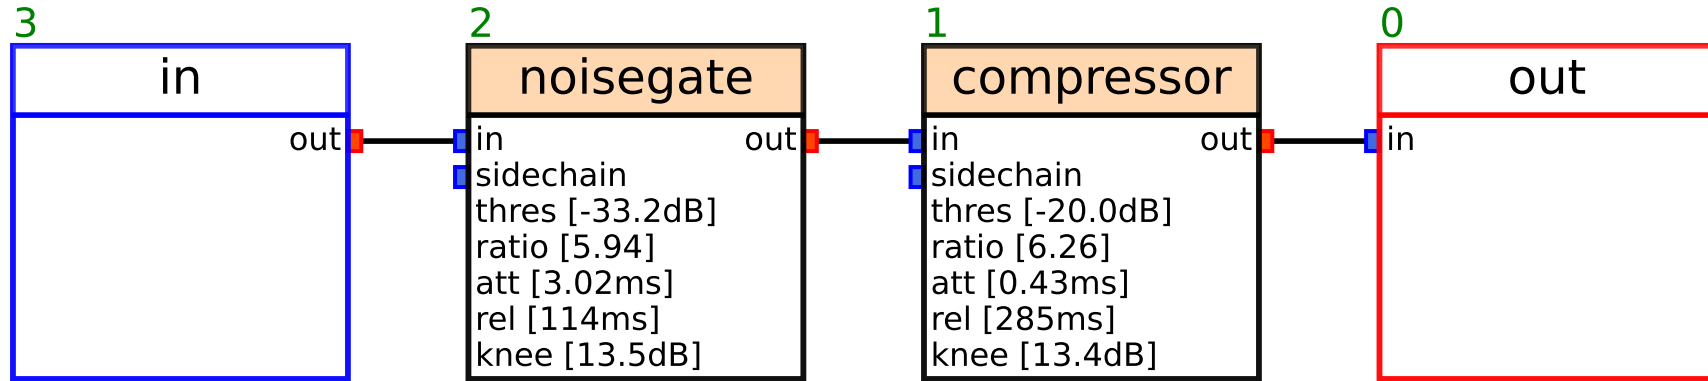 3
2
1
0
in
noisegate
compressor
out
out
in
out
in
out
in
sidechain
sidechain
thres [-33.2dB]
thres [-20.0dB]
ratio [5.94]
ratio [6.26]
att [3.02ms]
att [0.43ms]
rel [114ms]
rel [285ms]
knee [13.5dB]
knee [13.4dB]